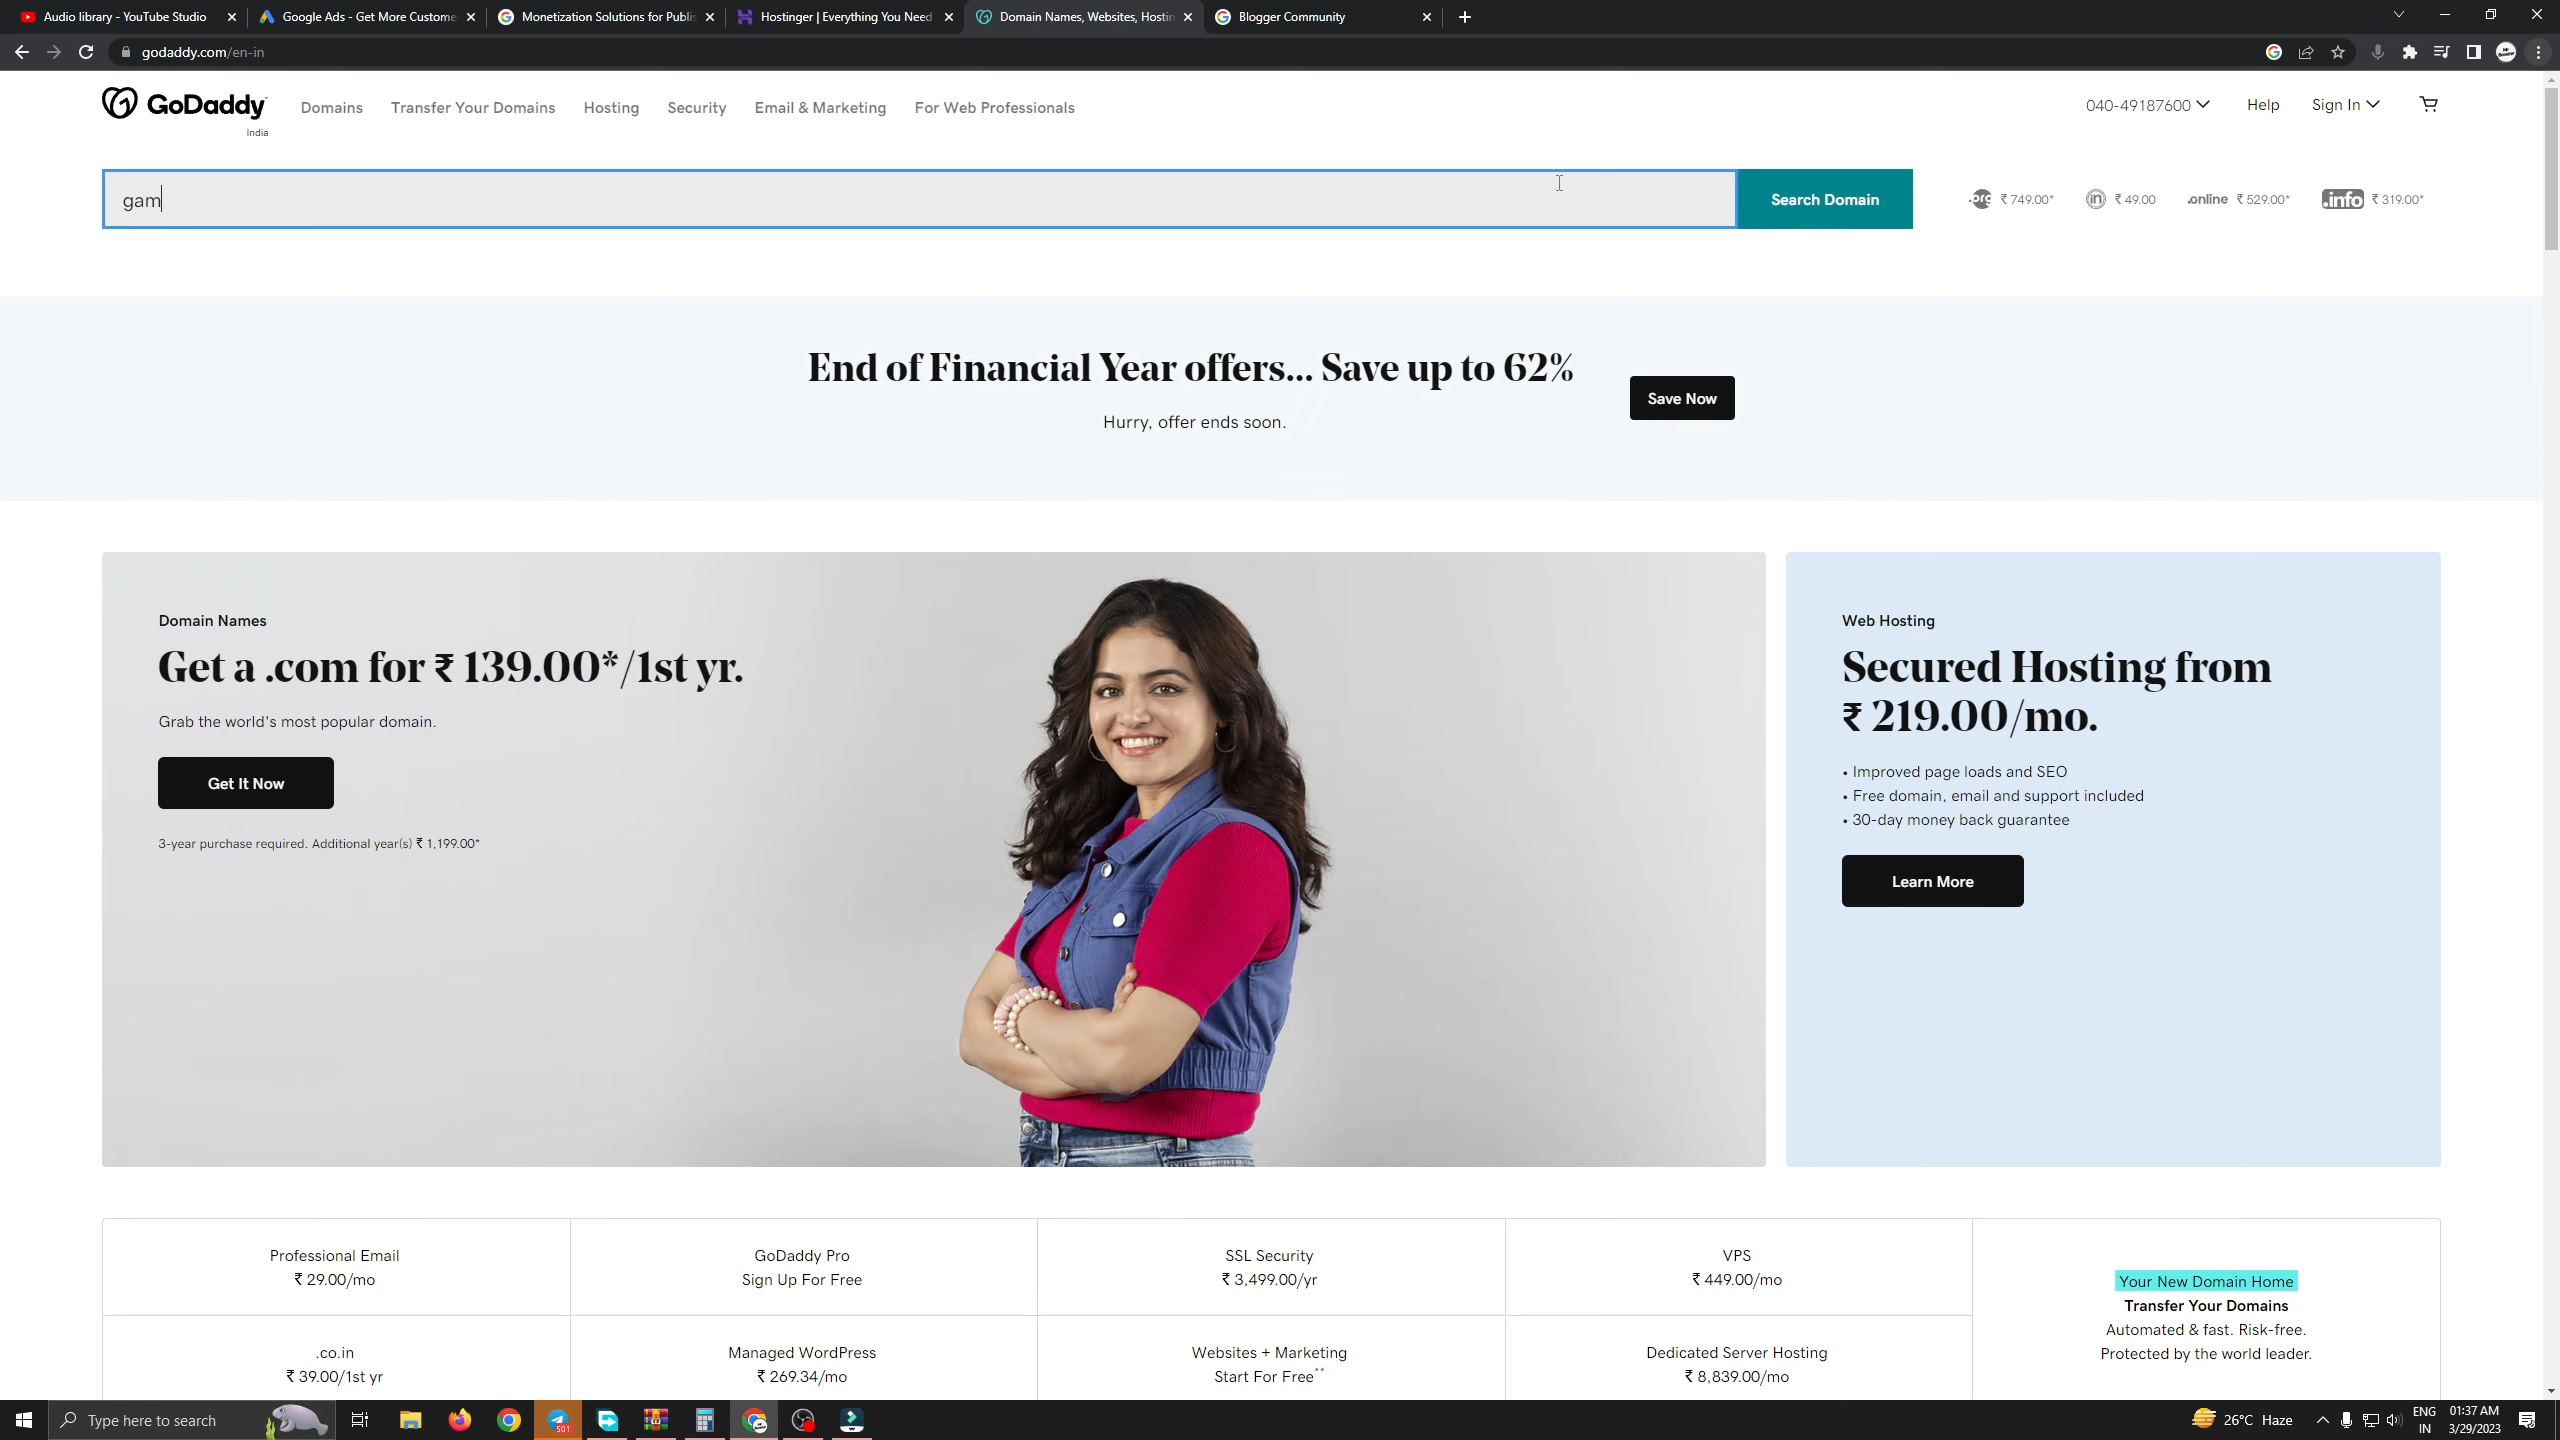 Audio library - YouTube Studio
Google Ads - Get More Custome
Monetization Solutions for Publis
Hostinger | Everything You Need
Domain Names, Websites, Hostin
Blogger Community
godaddy.com/en-in
GoDaddy
India
Domains
Transfer Your Domains
Hosting
Security
Email & Marketing
For Web Professionals
040-49187600
Help
Sign In
gam
Search Domain
.org ₹ 749.00*
in ₹ 49.00
.online ₹ 529.00*
.info ₹ 319.00*
End of Financial Year offers... Save up to 62%
Hurry, offer ends soon.
Save Now
Domain Names
Get a .com for ₹ 139.00*/1st yr.
Grab the world's most popular domain.
Get It Now
3-year purchase required. Additional year(s) ₹ 1,199.00*
Web Hosting
Secured Hosting from
₹ 219.00/mo.
• Improved page loads and SEO
• Free domain, email and support included
• 30-day money back guarantee
Learn More
Professional Email
₹ 29.00/mo
GoDaddy Pro
Sign Up For Free
SSL Security
₹ 3,499.00/yr
VPS
₹ 449.00/mo
Your New Domain Home
Transfer Your Domains
Automated & fast. Risk-free.
Protected by the world leader.
.co.in
₹ 39.00/1st yr
Managed WordPress
₹ 269.34/mo
Websites + Marketing
Start For Free**
Dedicated Server Hosting
₹ 8,839.00/mo
Type here to search
501
26°C Haze
ENG
IN
01:37 AM
3/29/2023